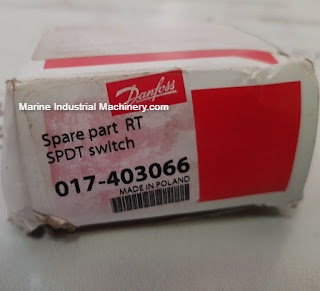 Danfoss
Marine Industrial Machinery.com
Spare part RT
SPDT switch
017-403066
MADE IN POLAND